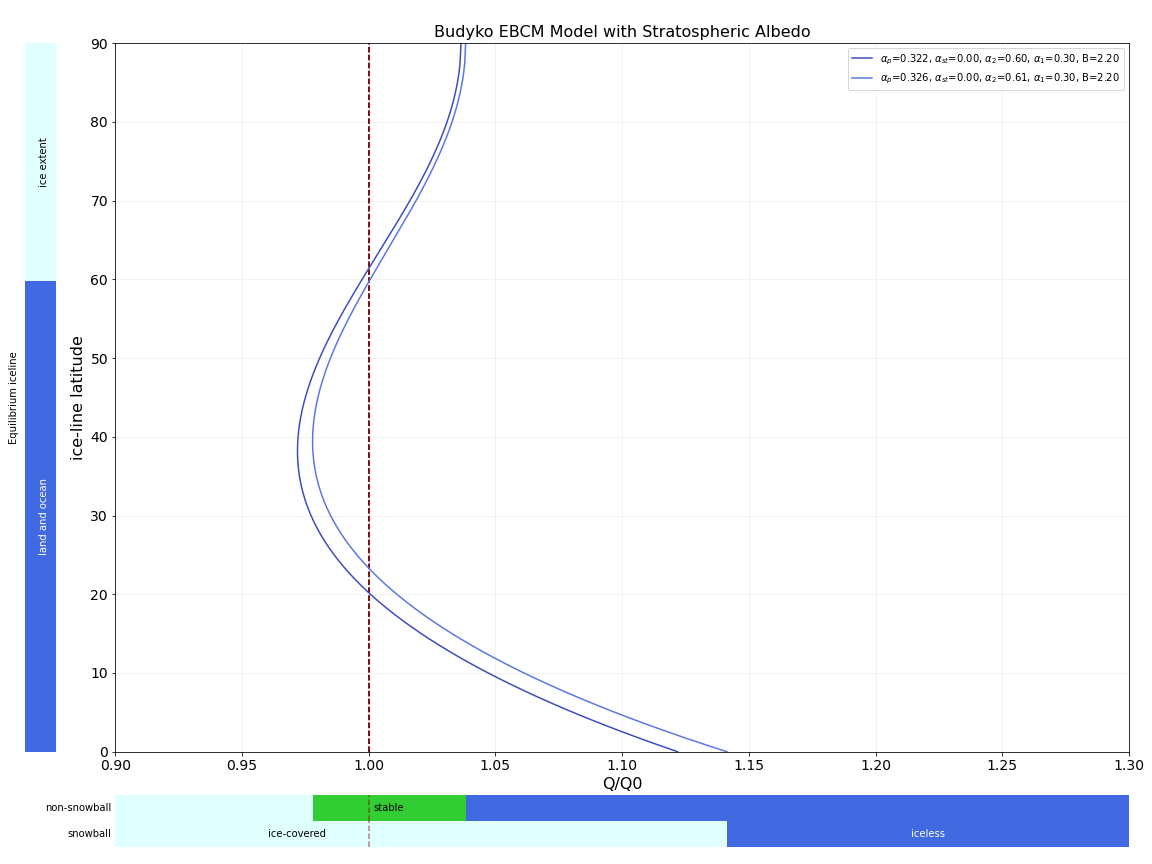 Budyko EBCM Model with Stratospheric Albedo
90
80
70
60
50
40
30
20
10
0
ice-line latitude
Equilibrium iceline
ice extent
land and ocean
αp=0.322, αst=0.00, α2=0.60, α1=0.30, B=2.20
αp=0.326, αst=0.00, α2=0.61, α1=0.30, B=2.20
0.90 0.95 1.00 1.05 1.10 1.15 1.20 1.25 1.30
Q/Q0
non-snowball stable
snowball ice-covered iceless